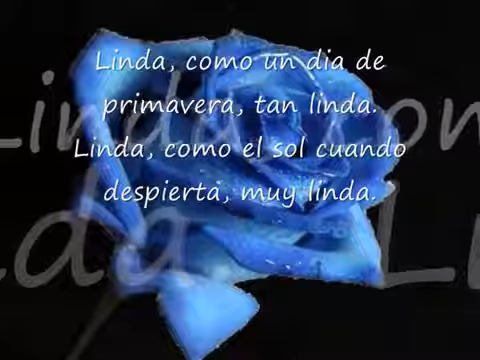 Linda, como un dia de
primavera, tan linda.
Linda, como el sol cuando
despierta, muy linda.